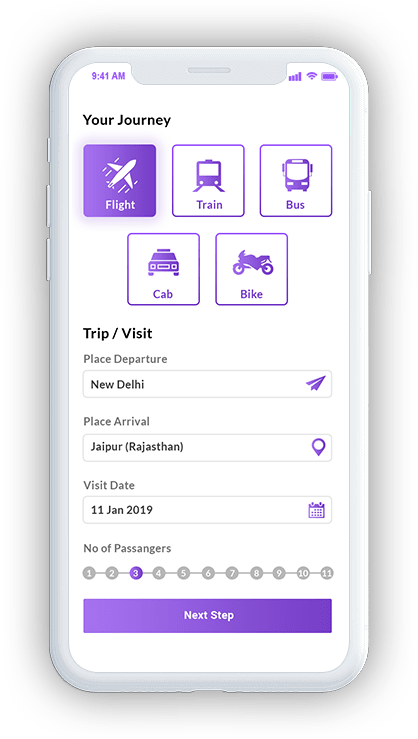 9:41 AM
Your Journey
Flight
Train
Bus
Cab
Bike
Trip / Visit
Place Departure
New Delhi
Place Arrival
Jaipur (Rajasthan)
Visit Date
11 Jan 2019
No of Passangers
1 2 3 4 5 6 7 8 9 10 11
Next Step